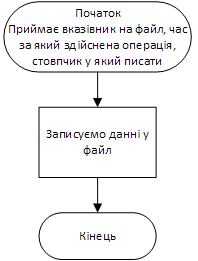 Початок
Приймає вказівник на файл, час
за який здійснена операція,
стовпчик у який писати
Записуємо данні у
файл
Кінець